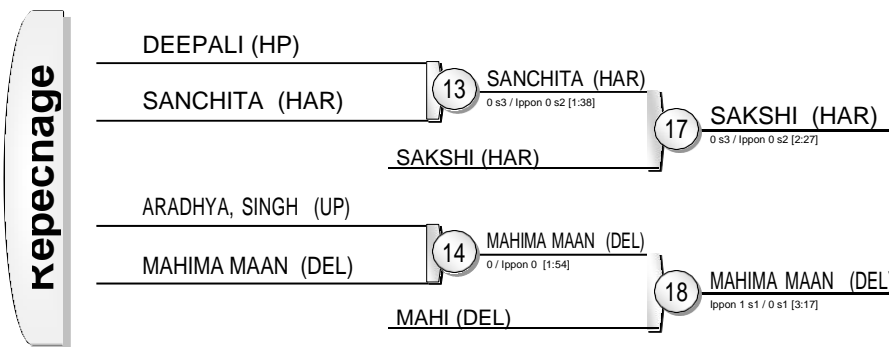 Repecnage
DEEPALI (HP)
SANCHITA (HAR)
13
SANCHITA (HAR)
0 s3 / Ippon 0 s2 [1:38]
SAKSHI (HAR)
17
SAKSHI (HAR)
0 s3 / Ippon 0 s2 [2:27]
ARADHYA, SINGH (UP)
MAHIMA MAAN (DEL)
14
MAHIMA MAAN (DEL)
0 / Ippon 0 [1:54]
MAHI (DEL)
18
MAHIMA MAAN (DEL)
Ippon 1 s1 / 0 s1 [3:17]